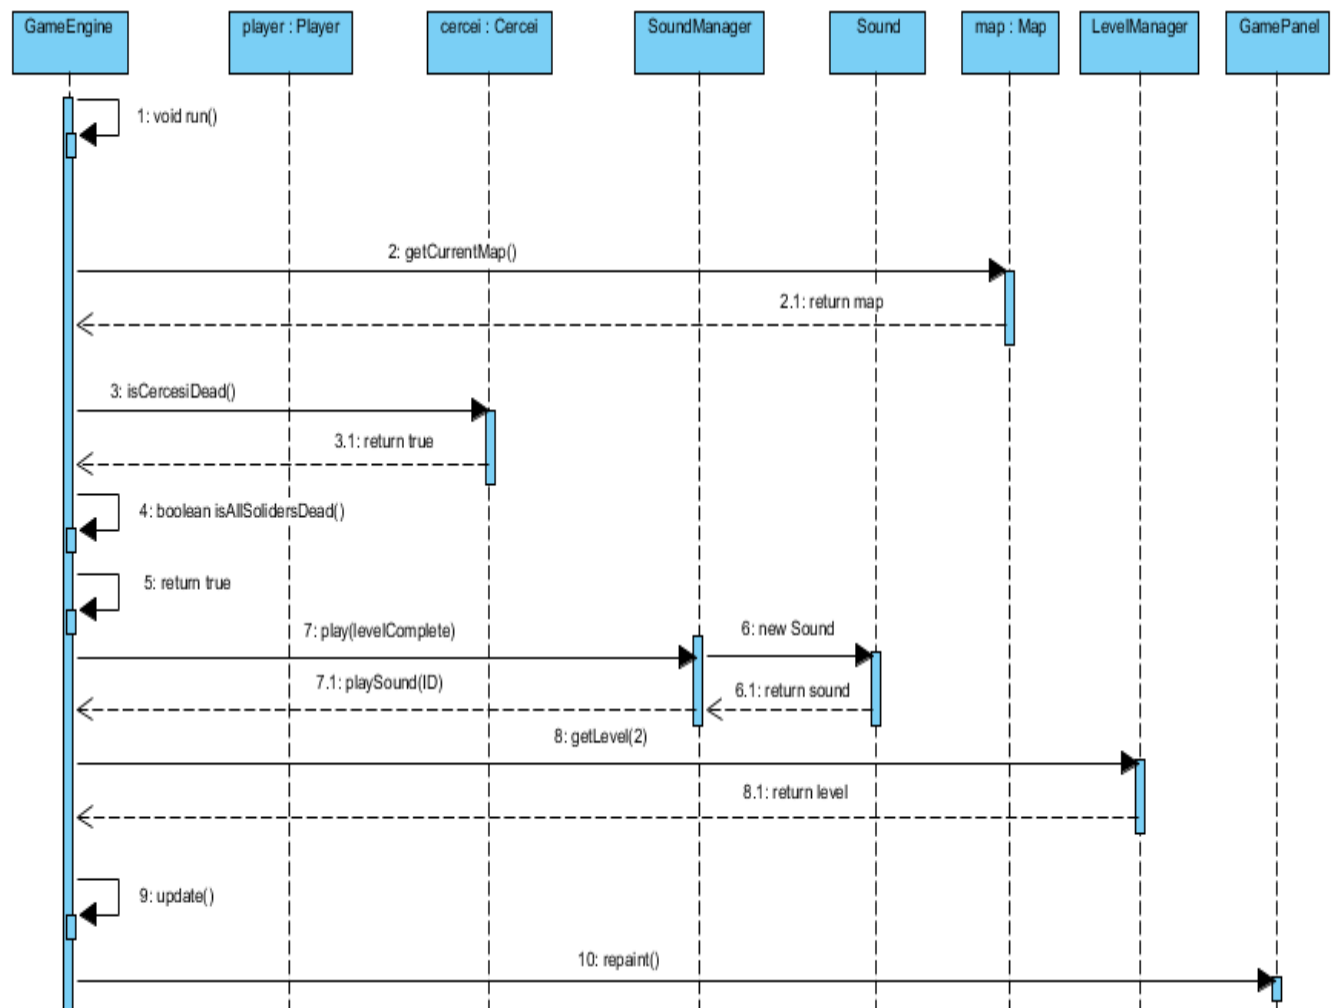 GameEngine
player : Player
cercei : Cercei
SoundManager
Sound
map : Map
LevelManager
GamePanel
1: void run()
2: getCurrentMap()
2.1: return map
3: isCercesiDead()
3.1: return true
4: boolean isAllSolidersDead()
5: return true
7: play(levelComplete)
6: new Sound
7.1: playSound(ID)
6.1: return sound
8: getLevel(2)
8.1: return level
9: update()
10: repaint()